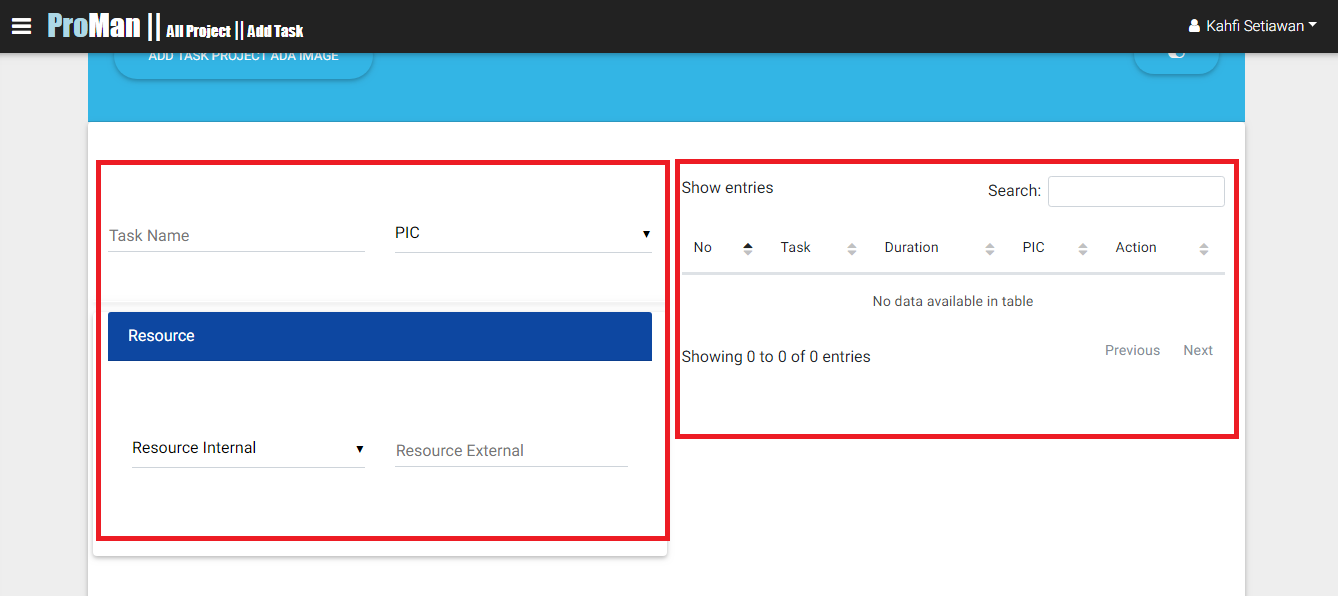 ProMan || All Project || Add Task
Kahfi Setiawan
ADD TASK PROJECT ADA IMAGE
Task Name
PIC
Resource
Resource Internal
Resource External
Show entries
Search:
No Task Duration PIC Action
No data available in table
Showing 0 to 0 of 0 entries
Previous Next